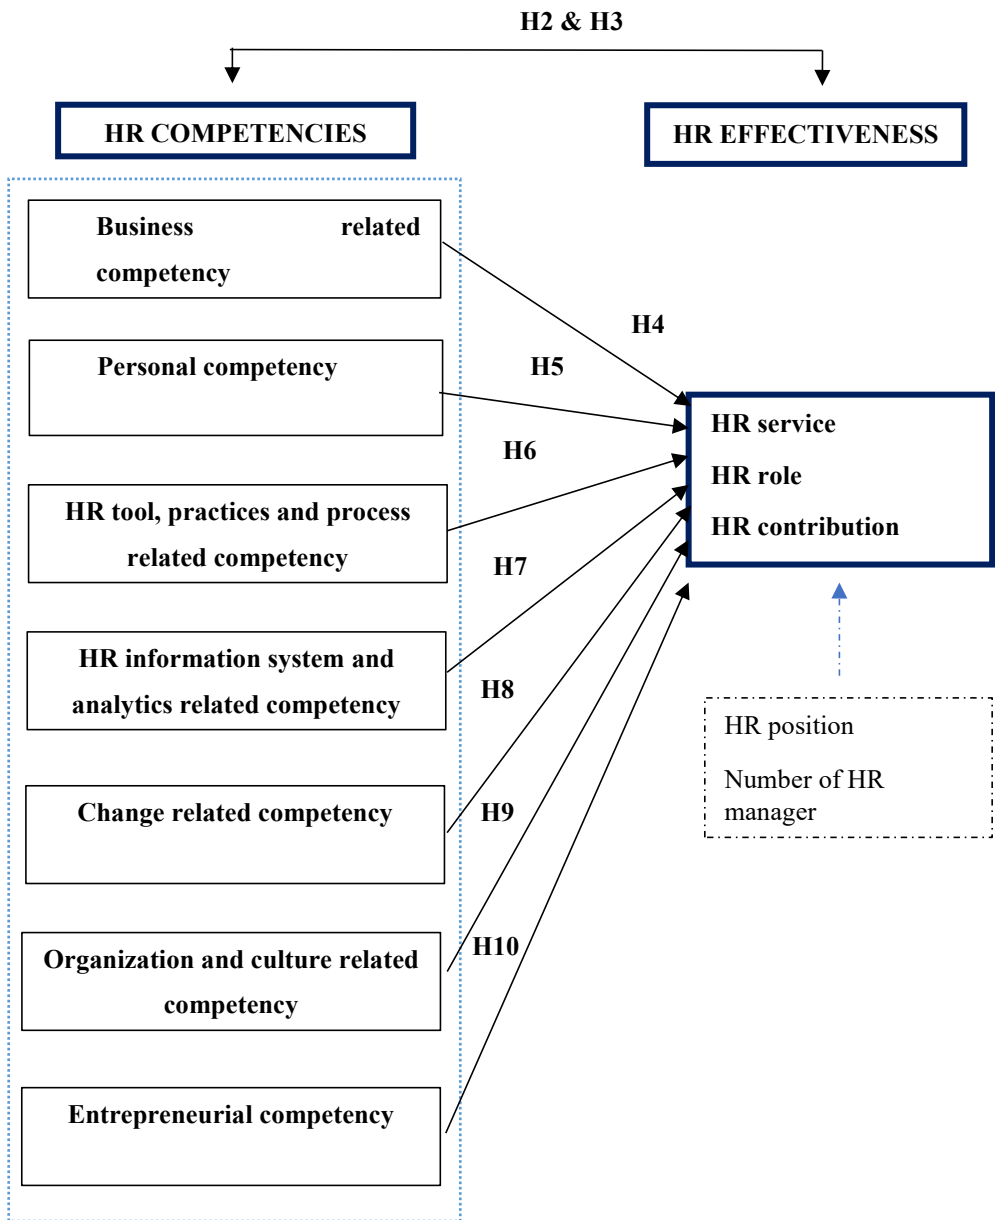 H2 & H3
HR COMPETENCIES
HR EFFECTIVENESS
Business related
competency
H4
Personal competency
H5
HR service
HR role
HR contribution
H6
HR tool, practices and process
related competency
H7
HR information system and
analytics related competency
H8
HR position
Number of HR
manager
Change related competency
H9
Organization and culture related
competency
H10
Entrepreneurial competency